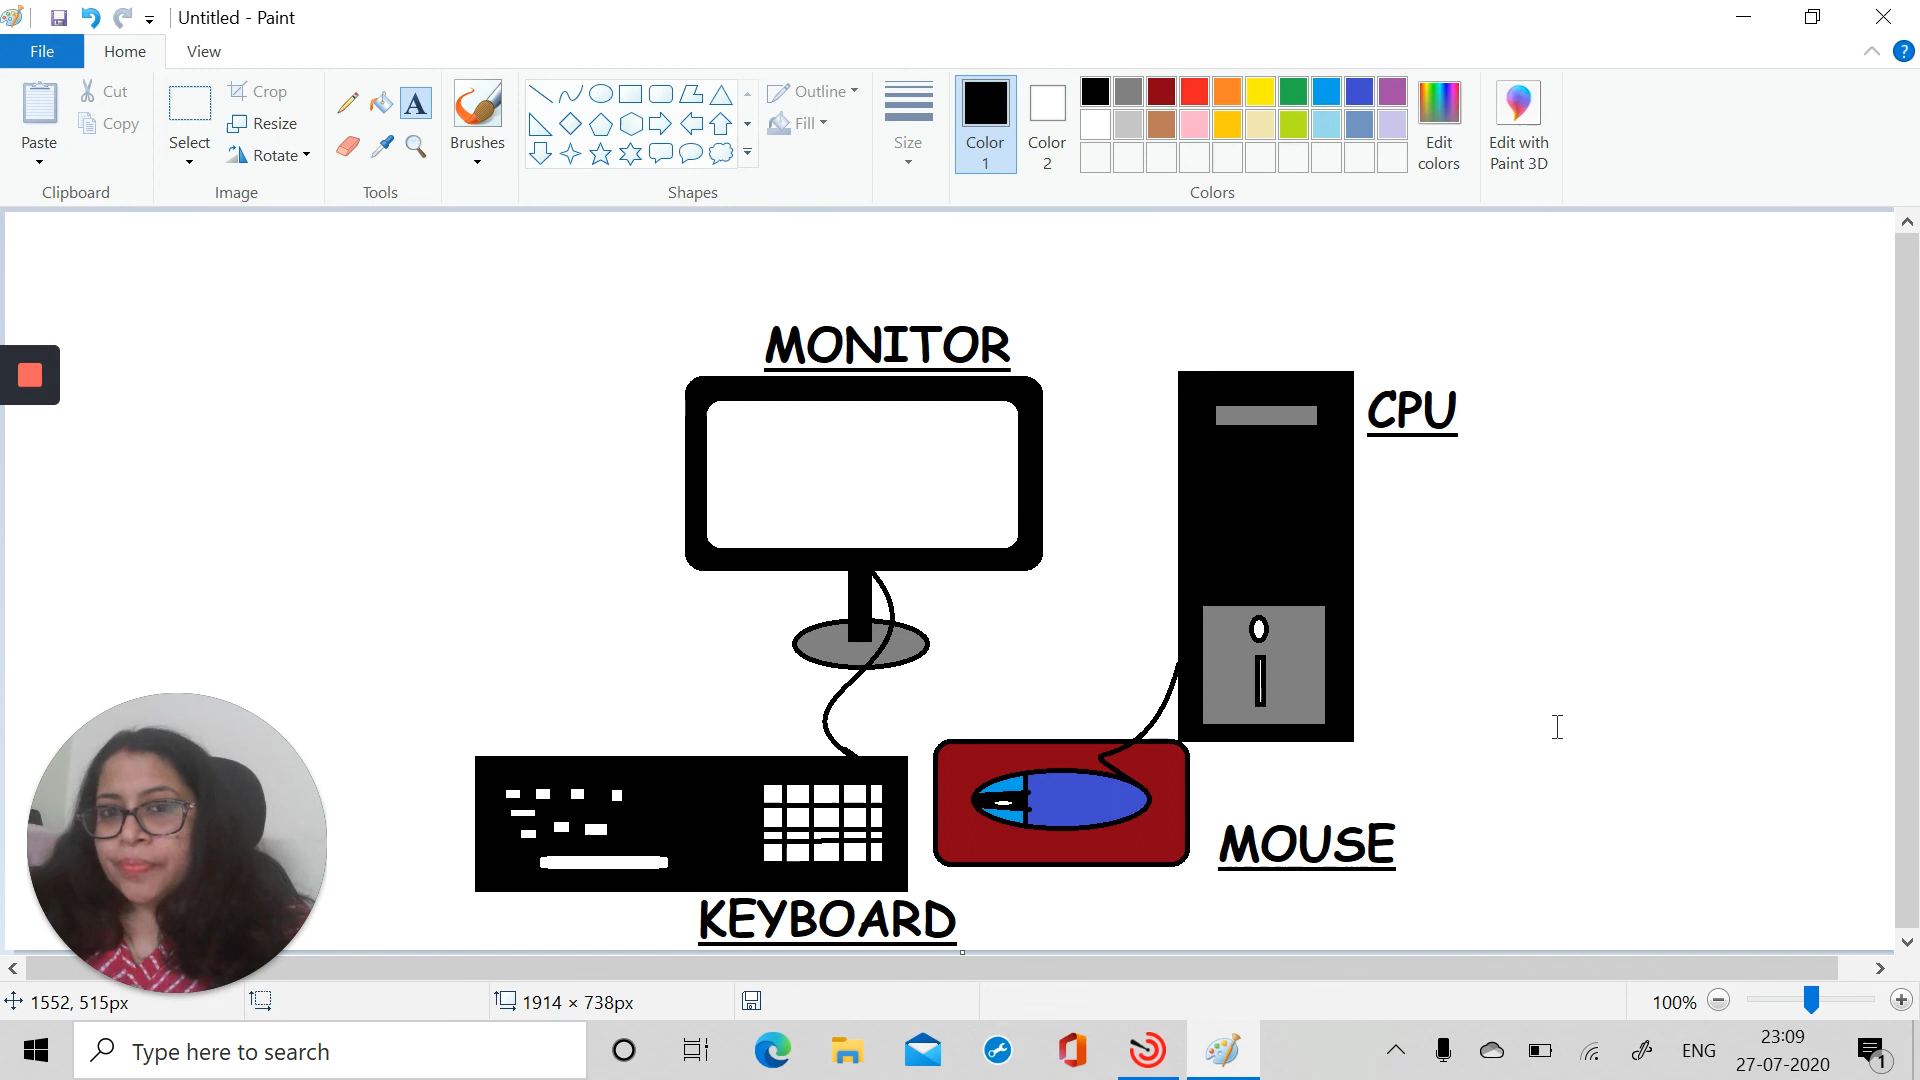 Untitled - Paint
File Home View
Paste
Cut
Copy
Clipboard
Select
Crop
Resize
Rotate
Image
Tools
Brushes
Shapes
Outline
Fill
Size
Color 1
Color 2
Colors
Edit colors
Edit with Paint 3D
MONITOR
CPU
MOUSE
KEYBOARD
1552, 515px
1914 × 738px
100%
Type here to search
ENG
23:09
27-07-2020
1